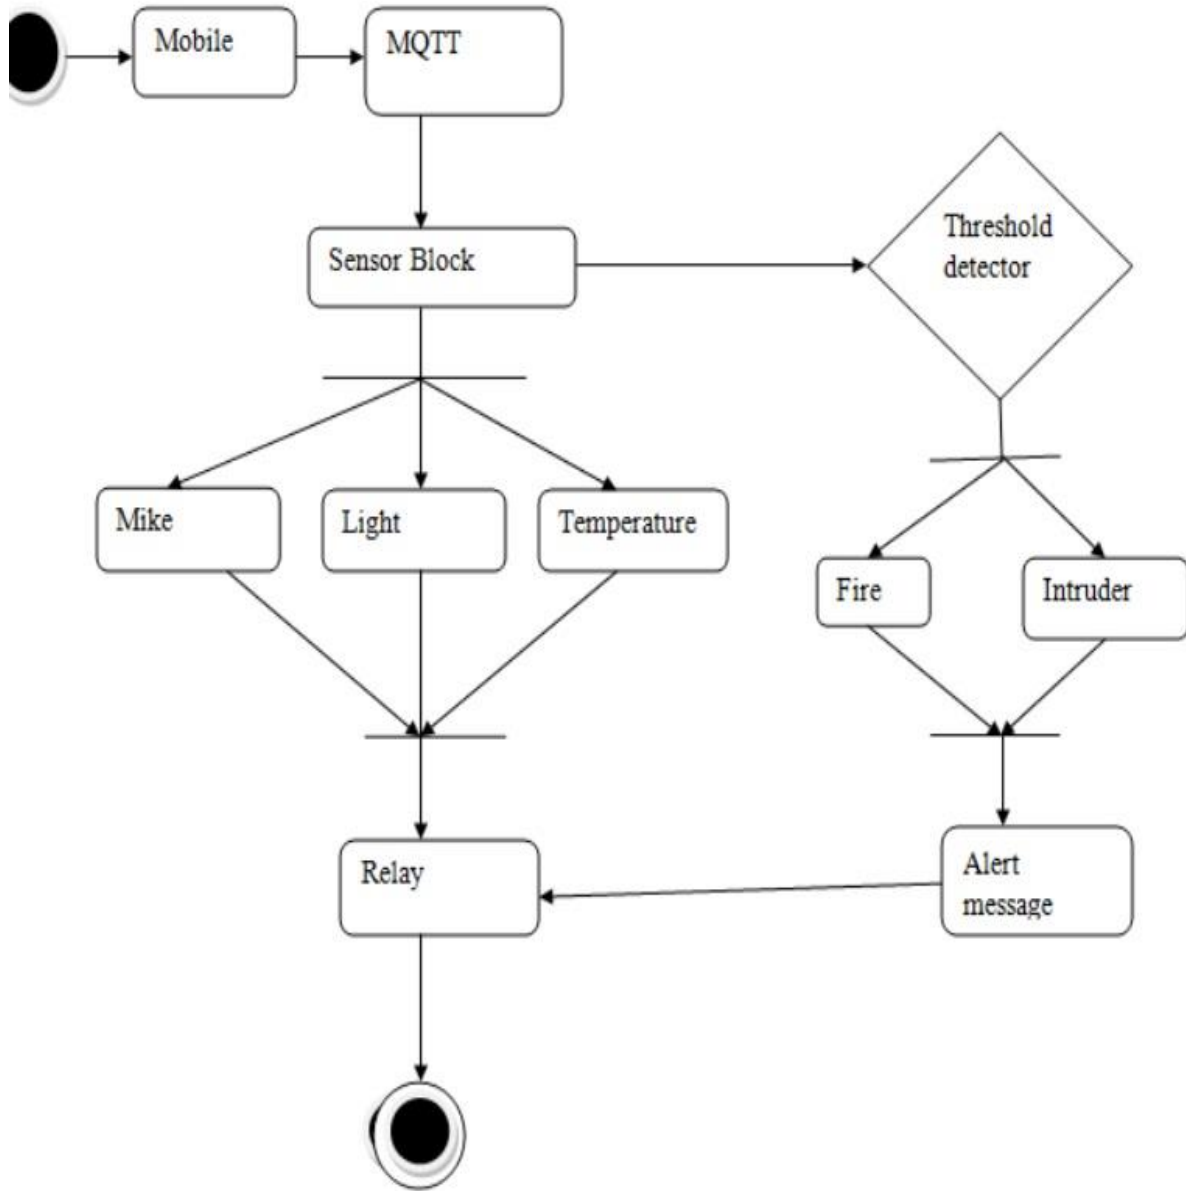 Mobile
MQTT
Sensor Block
Threshold
detector
Mike
Light
Temperature
Fire
Intruder
Relay
Alert
message